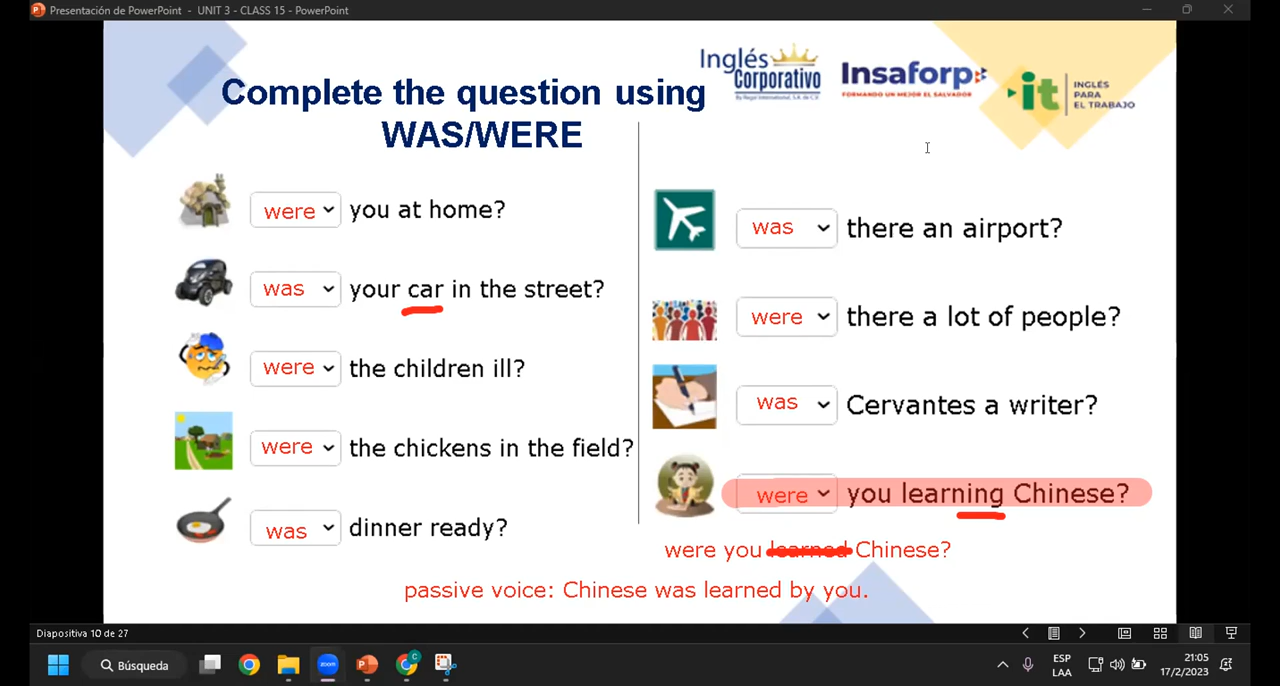 Presentación de PowerPoint - UNIT 3 - CLASS 15 - PowerPoint
Inglés
Corporativo
By Regal International, S.A. de C.V.
Insaforp
FORMANDO UN MEJOR EL SALVADOR
it
INGLÉS
PARA
EL TRABAJO
Complete the question using
WAS/WERE
were you at home?
was your car in the street?
were the children ill?
were the chickens in the field?
was dinner ready?
was there an airport?
were there a lot of people?
was Cervantes a writer?
were you learning Chinese?
were you learned Chinese?
passive voice: Chinese was learned by you.
Diapositiva 10 de 27
Búsqueda
ESP
LAA
21:05
17/2/2023